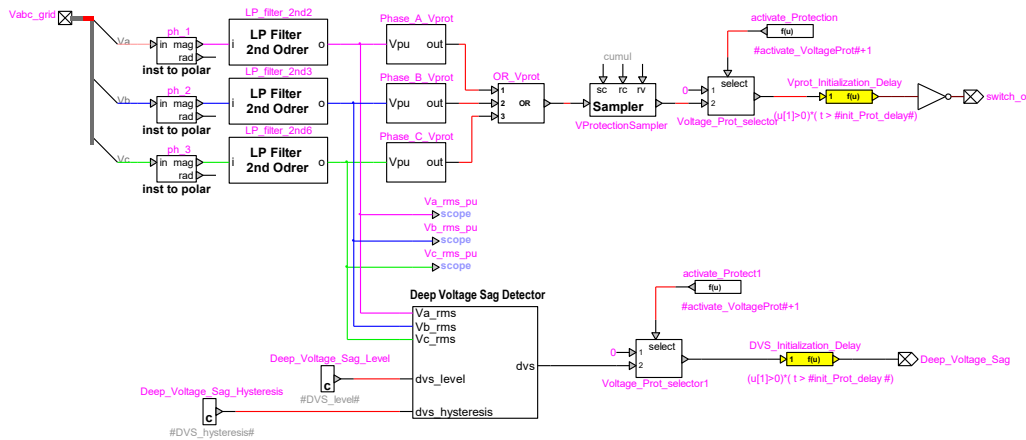 Vabc_grid
Va
ph_1
in mag
rad
inst to polar
LP_filter_2nd2
i LP Filter o
2nd Odrer
Phase_A_Vprot
Vpu out
Vb
ph_2
in mag
rad
inst to polar
LP_filter_2nd3
i LP Filter o
2nd Odrer
Phase_B_Vprot
Vpu out
Vc
ph_3
in mag
rad
inst to polar
LP_filter_2nd6
i LP Filter o
2nd Odrer
Phase_C_Vprot
Vpu out
OR_Vprot
1
2 OR
3
cumul
sc rc rv
Sampler
VProtectionSampler
activate_Protection
f(u)
#activate_VoltageProt#+1
select
0 1
2
Voltage_Prot_selector
Vprot_Initialization_Delay
1 f(u)
(u[1]>0)*( t > #init_Prot_delay#)
switch_o
Va_rms_pu
scope
Vb_rms_pu
scope
Vc_rms_pu
scope
Deep Voltage Sag Detector
Va_rms
Vb_rms
Vc_rms
dvs
dvs_level
dvs_hysteresis
Deep_Voltage_Sag_Level
c
#DVS_level#
Deep_Voltage_Sag_Hysteresis
c
#DVS_hysteresis#
activate_Protect1
f(u)
#activate_VoltageProt#+1
select
0 1
2
Voltage_Prot_selector1
DVS_Initialization_Delay
1 f(u)
(u[1]>0)*( t > #init_Prot_delay #)
Deep_Voltage_Sag